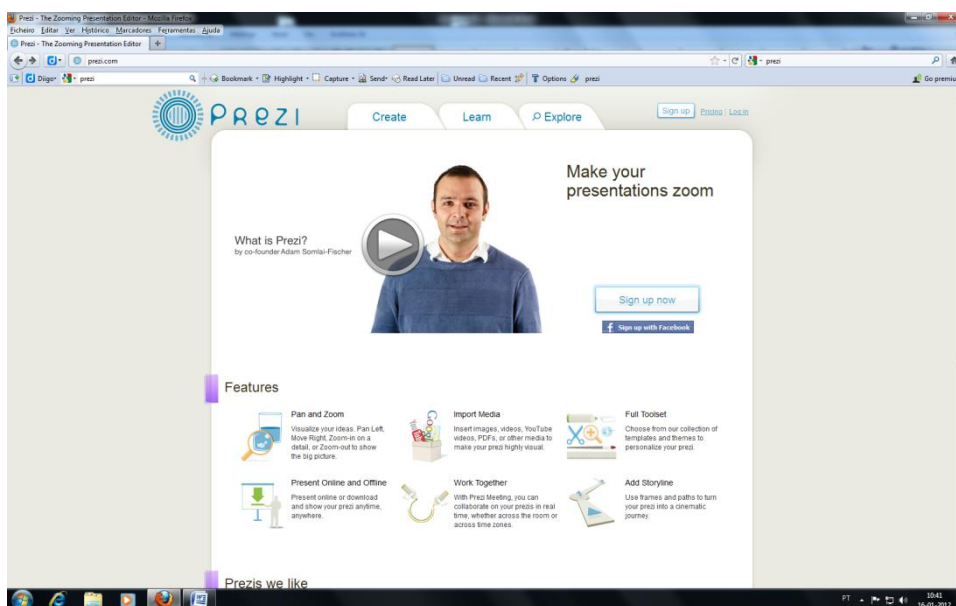 Prezi - The Zooming Presentation Editor - Mozilla Firefox
Ficheiro Editar Ver Histórico Marcadores Ferramentas Ajuda
Prezi - The Zooming Presentation Editor
prezi.com
prezi
Diigo prezi
Bookmark Highlight Capture Send Read Later Unread Recent Options prezi
Go premiu
PREZI
Create Learn Explore
Sign up Pricing | Log in
Make your
presentations zoom
What is Prezi?
by co-founder Adam Somlai-Fischer
Sign up now
f Sign up with Facebook
Features
Pan and Zoom
Visualize your ideas. Pan Left,
Move Right, Zoom-in on a
detail, or Zoom-out to show
the big picture.
Import Media
Insert images, videos, YouTube
videos, PDFs, or other media to
make your prezi highly visual.
Full Toolset
Choose from our collection of
templates and themes to
personalize your prezi.
Present Online and Offline
Present online or download
and show your prezi anytime,
anywhere.
Work Together
With Prezi Meeting, you can
collaborate on your prezis in real
time, whether across the room or
across time zones.
Add Storyline
Use frames and paths to turn
your prezi into a cinematic
journey.
Prezis we like
PT
10:41
16-01-2012